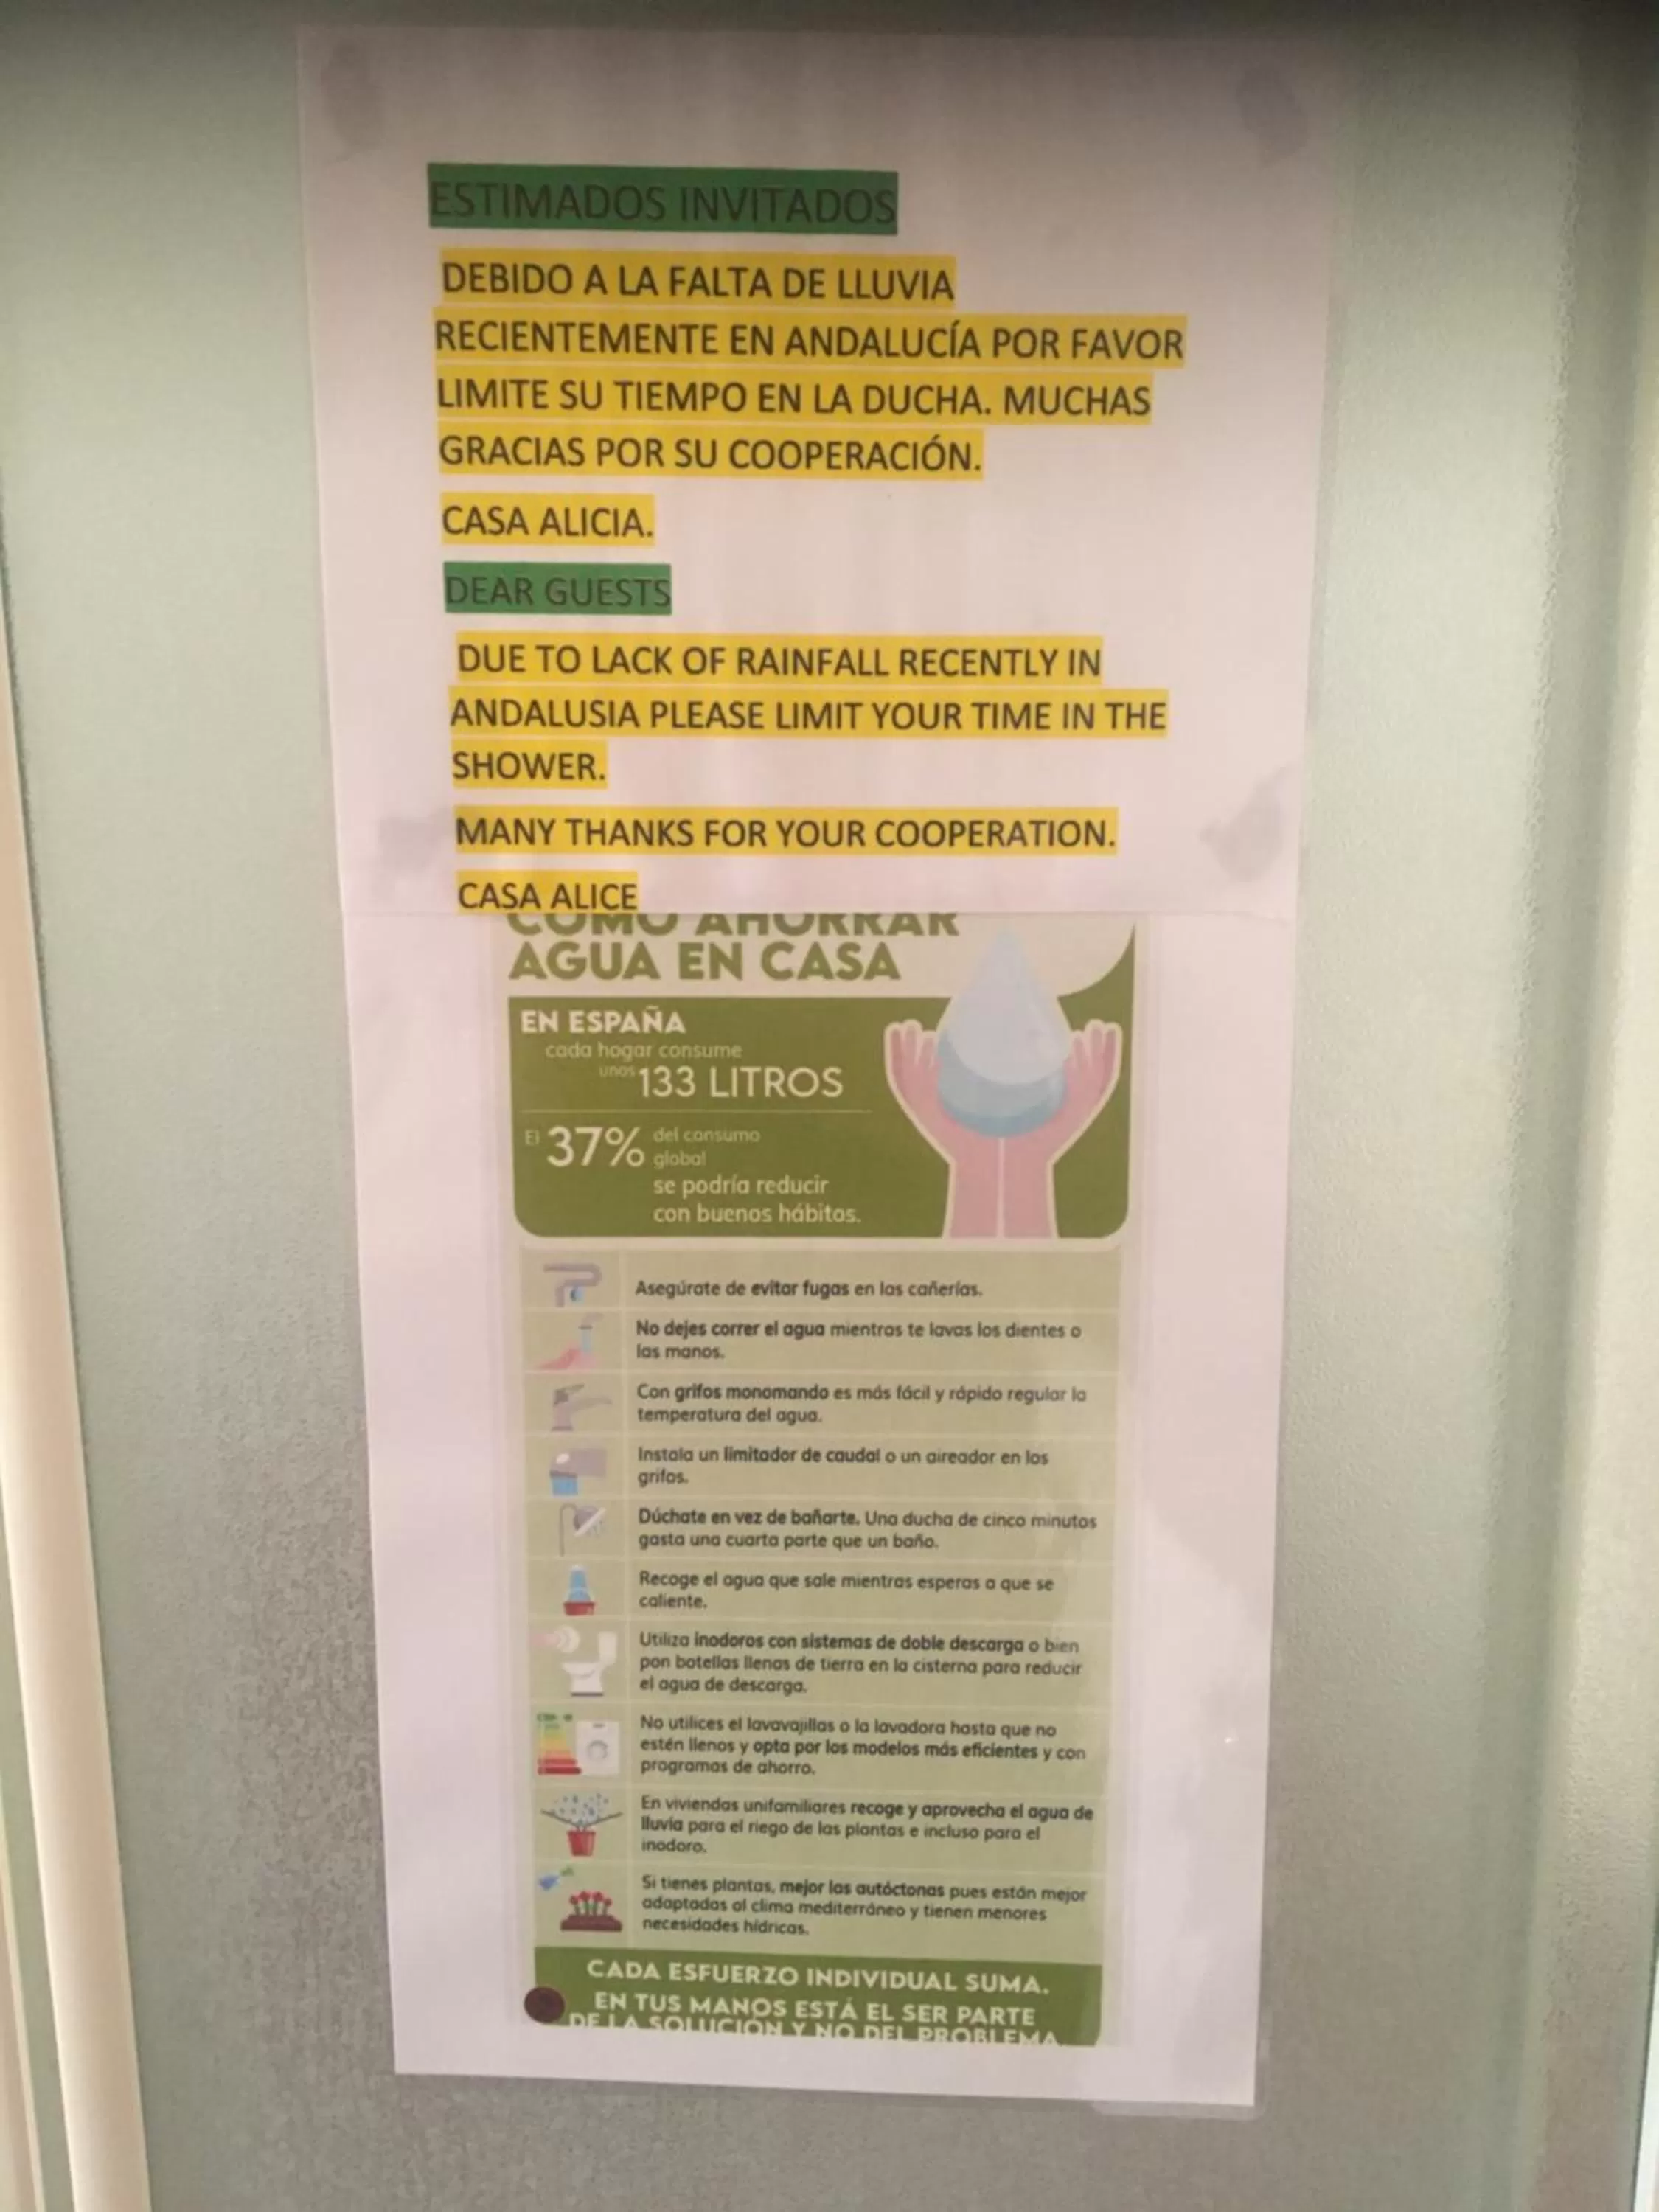 ESTIMADOS INVITADOS
DEBIDO A LA FALTA DE LLUVIA
RECIENTEMENTE EN ANDALUCÍA POR FAVOR
LIMITE SU TIEMPO EN LA DUCHA. MUCHAS
GRACIAS POR SU COOPERACIÓN.
CASA ALICIA.
DEAR GUESTS
DUE TO LACK OF RAINFALL RECENTLY IN
ANDALUSIA PLEASE LIMIT YOUR TIME IN THE
SHOWER.
MANY THANKS FOR YOUR COOPERATION.
CASA ALICE
CÓMO AHORRAR
AGUA EN CASA
EN ESPAÑA
cada hogar consume
unos 133 LITROS
El 37% del consumo
global
se podría reducir
con buenos hábitos.
Asegúrate de evitar fugas en las cañerías.
No dejes correr el agua mientras te lavas los dientes o
las manos.
Con grifos monomando es más fácil y rápido regular la
temperatura del agua.
Instala un limitador de caudal o un aireador en los
grifos.
Dúchate en vez de bañarte. Una ducha de cinco minutos
gasta una cuarta parte que un baño.
Recoge el agua que sale mientras esperas a que se
caliente.
Utiliza inodoros con sistemas de doble descarga o bien
pon botellas llenas de tierra en la cisterna para reducir
el agua de descarga.
No utilices el lavavajillas o la lavadora hasta que no
estén llenos y opta por los modelos más eficientes y con
programas de ahorro.
En viviendas unifamiliares recoge y aprovecha el agua de
lluvia para el riego de las plantas e incluso para el
inodoro.
Si tienes plantas, mejor las autóctonas pues están mejor
adaptadas al clima mediterráneo y tienen menores
necesidades hídricas.
CADA ESFUERZO INDIVIDUAL SUMA.
EN TUS MANOS ESTÁ EL SER PARTE
DE LA SOLUCIÓN Y NO DEL PROBLEMA